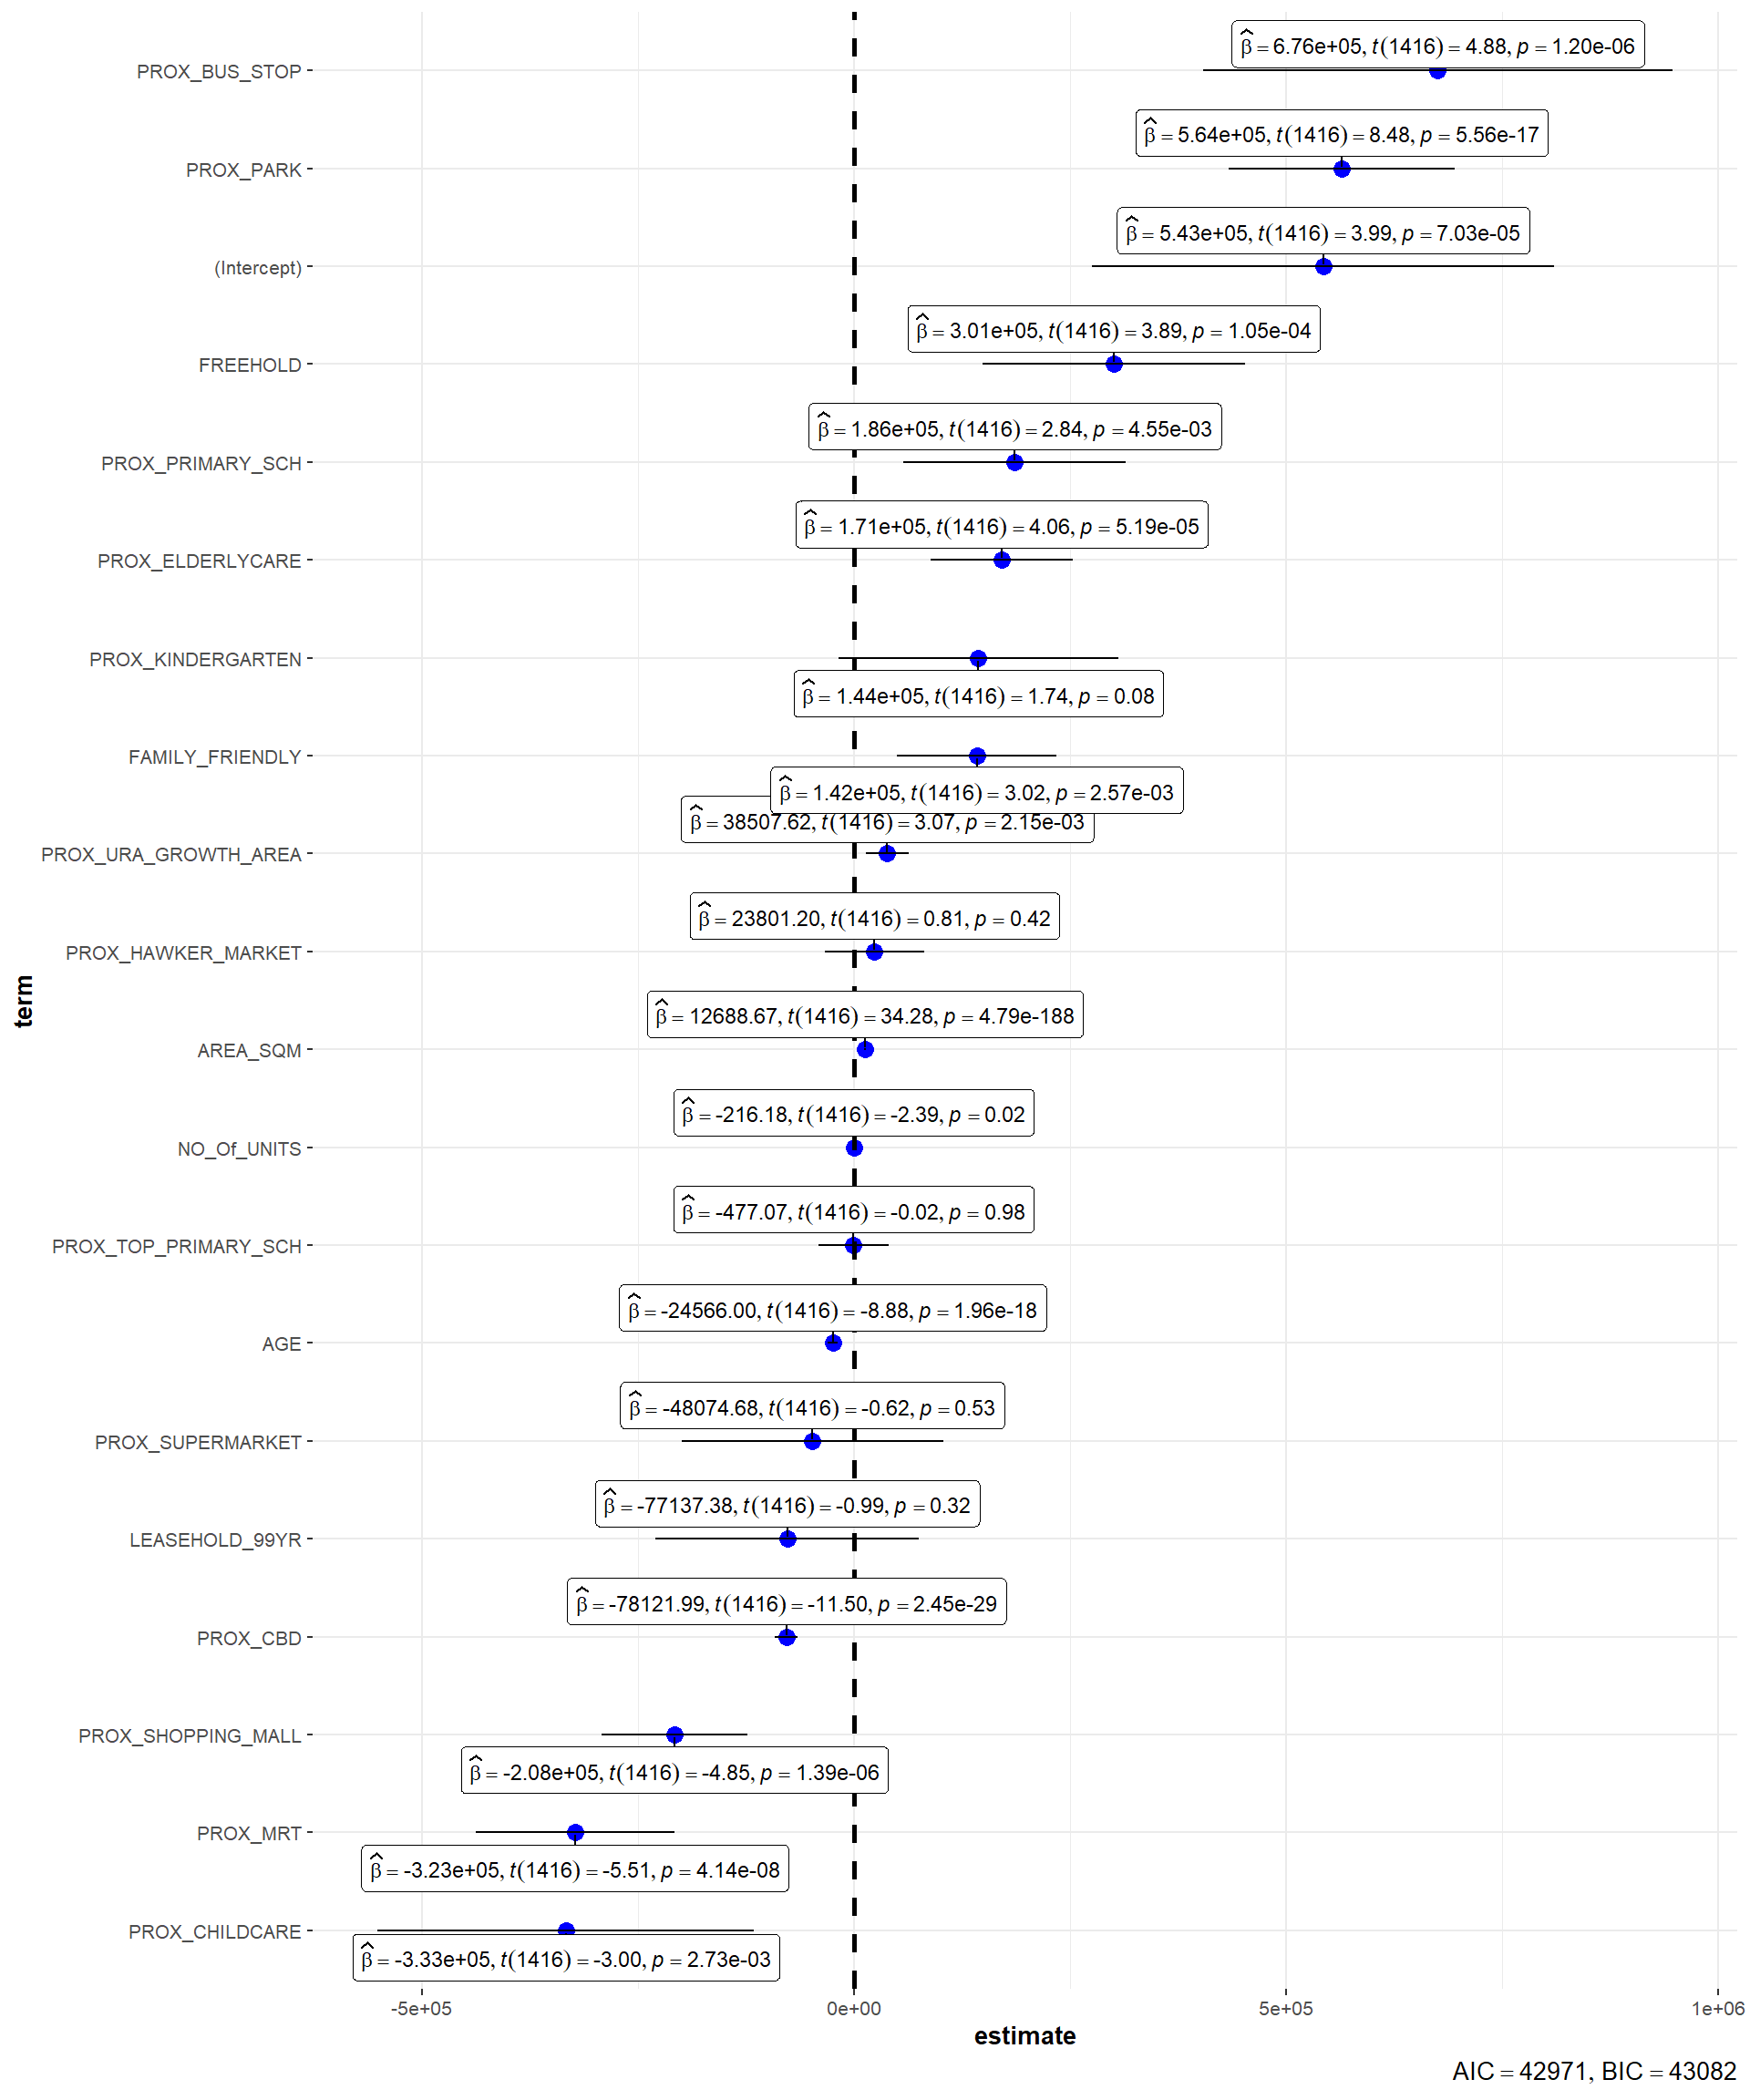 PROX_BUS_STOP
β̂ = 6.76e+05, t(1416) = 4.88, p = 1.20e-06
PROX_PARK
β̂ = 5.64e+05, t(1416) = 8.48, p = 5.56e-17
(Intercept)
β̂ = 5.43e+05, t(1416) = 3.99, p = 7.03e-05
FREEHOLD
β̂ = 3.01e+05, t(1416) = 3.89, p = 1.05e-04
PROX_PRIMARY_SCH
β̂ = 1.86e+05, t(1416) = 2.84, p = 4.55e-03
PROX_ELDERLYCARE
β̂ = 1.71e+05, t(1416) = 4.06, p = 5.19e-05
PROX_KINDERGARTEN
β̂ = 1.44e+05, t(1416) = 1.74, p = 0.08
FAMILY_FRIENDLY
β̂ = 1.42e+05, t(1416) = 3.02, p = 2.57e-03
PROX_URA_GROWTH_AREA
β̂ = 38507.62, t(1416) = 3.07, p = 2.15e-03
PROX_HAWKER_MARKET
β̂ = 23801.20, t(1416) = 0.81, p = 0.42
AREA_SQM
β̂ = 12688.67, t(1416) = 34.28, p = 4.79e-188
NO_Of_UNITS
β̂ = -216.18, t(1416) = -2.39, p = 0.02
PROX_TOP_PRIMARY_SCH
β̂ = -477.07, t(1416) = -0.02, p = 0.98
AGE
β̂ = -24566.00, t(1416) = -8.88, p = 1.96e-18
PROX_SUPERMARKET
β̂ = -48074.68, t(1416) = -0.62, p = 0.53
LEASEHOLD_99YR
β̂ = -77137.38, t(1416) = -0.99, p = 0.32
PROX_CBD
β̂ = -78121.99, t(1416) = -11.50, p = 2.45e-29
PROX_SHOPPING_MALL
β̂ = -2.08e+05, t(1416) = -4.85, p = 1.39e-06
PROX_MRT
β̂ = -3.23e+05, t(1416) = -5.51, p = 4.14e-08
PROX_CHILDCARE
β̂ = -3.33e+05, t(1416) = -3.00, p = 2.73e-03
term
-5e+05 0e+00 5e+05 1e+06
estimate
AIC = 42971, BIC = 43082